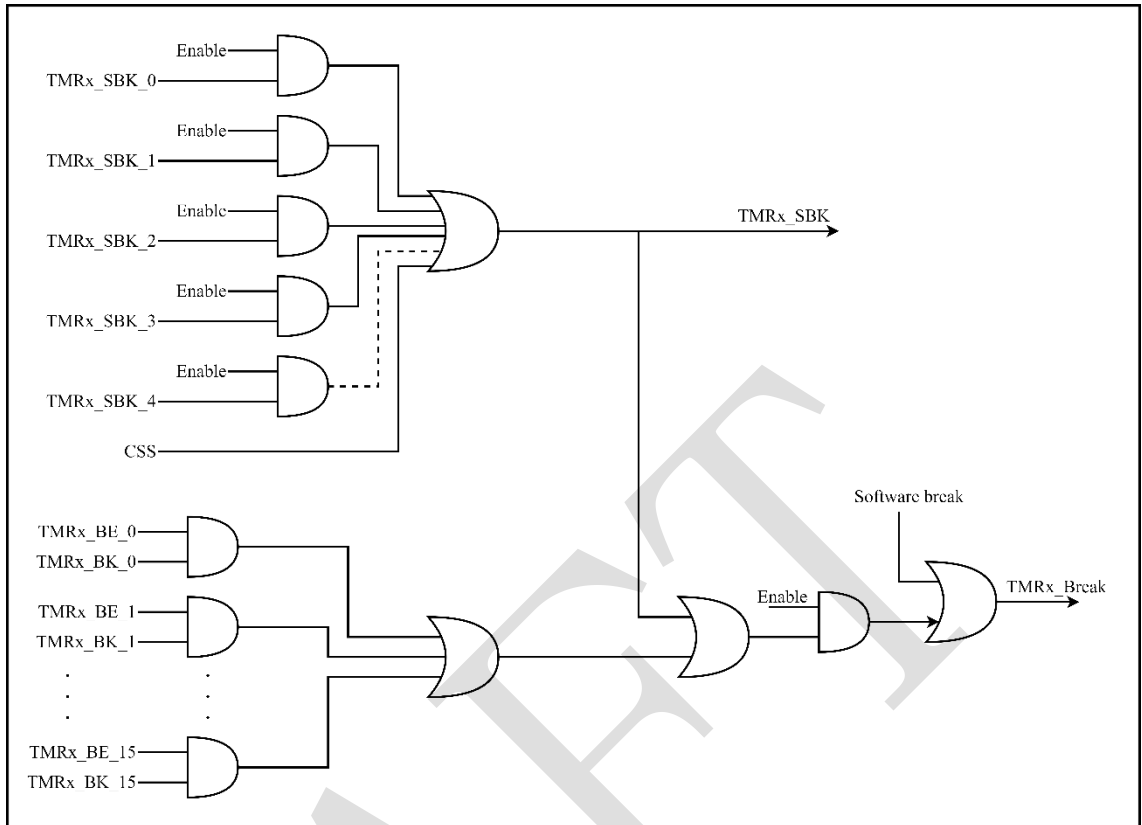 Enable
TMRx_SBK_0
Enable
TMRx_SBK_1
Enable
TMRx_SBK_2
TMRx_SBK
Enable
TMRx_SBK_3
Enable
TMRx_SBK_4
CSS
Software break
TMRx_BE_0
TMRx_BK_0
TMRx_BE_1
TMRx_BK_1
Enable
TMRx_Break
TMRx_BE_15
TMRx_BK_15